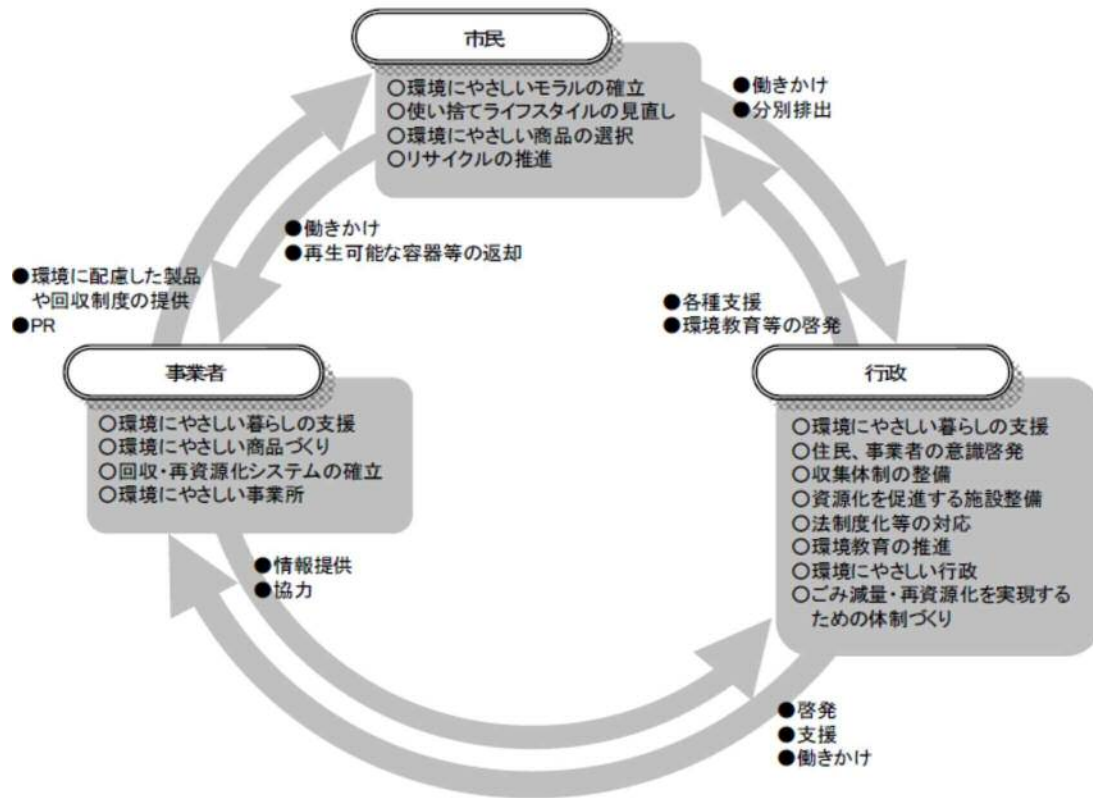 市民
○環境にやさしいモラルの確立
○使い捨てライフスタイルの見直し
○環境にやさしい商品の選択
○リサイクルの推進
●働きかけ
●分別排出
●働きかけ
●再生可能な容器等の返却
●環境に配慮した製品
や回収制度の提供
●PR
●各種支援
●環境教育等の啓発
事業者
○環境にやさしい暮らしの支援
○環境にやさしい商品づくり
○回収・再資源化システムの確立
○環境にやさしい事業所
行政
○環境にやさしい暮らしの支援
○住民、事業者の意識啓発
○収集体制の整備
○資源化を促進する施設整備
○法制度化等の対応
○環境教育の推進
○環境にやさしい行政
○ごみ減量・再資源化を実現する
ための体制づくり
●情報提供
●協力
●啓発
●支援
●働きかけ